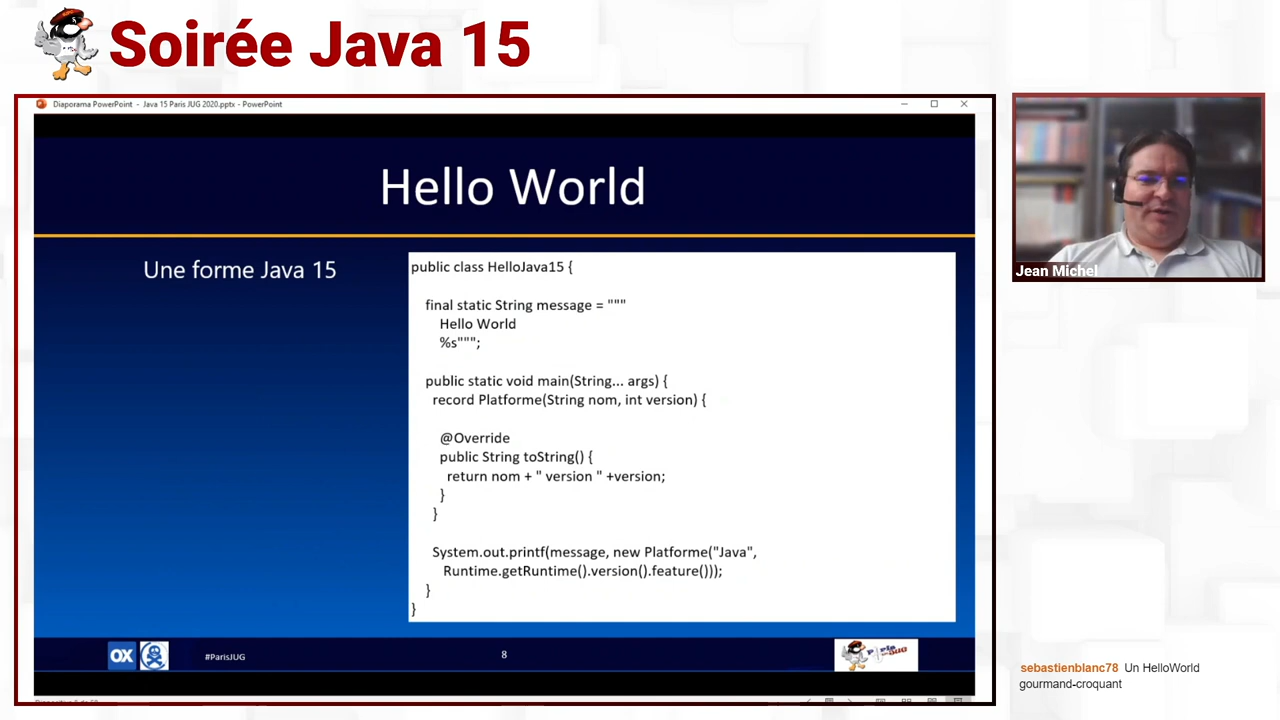 Soirée Java 15
Diaporama PowerPoint - Java 15 Paris JUG 2020.pptx - PowerPoint
Hello World
Une forme Java 15
public class HelloJava15 {
final static String message = """
Hello World
%s""";
public static void main(String... args) {
record Platforme(String nom, int version) {
@Override
public String toString() {
return nom + " version " +version;
}
}
System.out.printf(message, new Platforme("Java",
Runtime.getRuntime().version().feature()));
}
}
OX
#ParisJUG
8
Jean Michel
sebastienblanc78 Un HelloWorld
gourmand-croquant